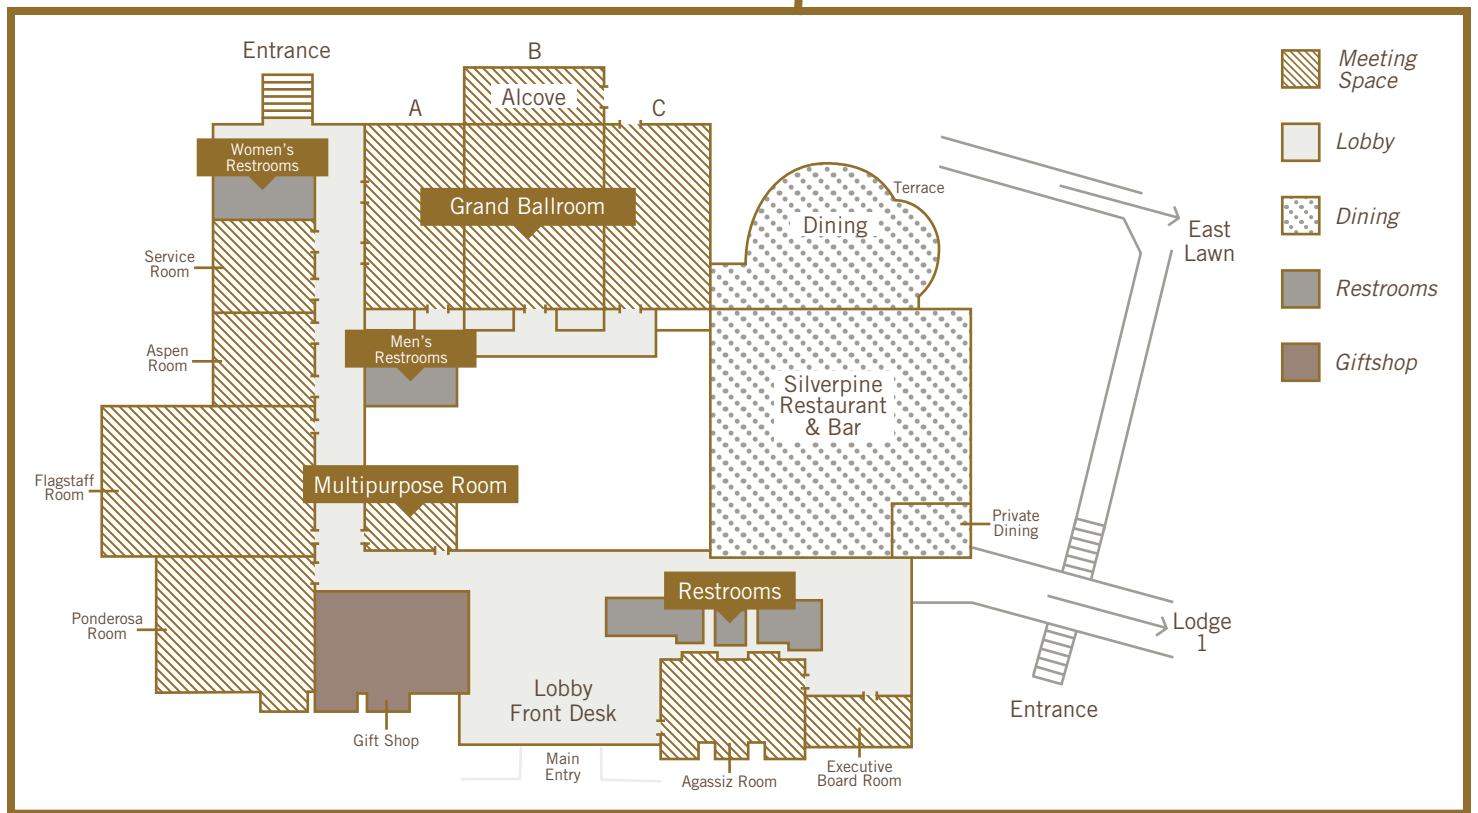 Entrance
B
Alcove
A
C
Women's
Restrooms
Grand Ballroom
Service
Room
Men's
Restrooms
Aspen
Room
Flagstaff
Room
Multipurpose Room
Ponderosa
Room
Gift Shop
Lobby
Front Desk
Main
Entry
Restrooms
Agassiz Room
Executive
Board Room
Dining
Terrace
Silverpine
Restaurant
& Bar
Private
Dining
East
Lawn
Lodge
1
Entrance
Meeting
Space
Lobby
Dining
Restrooms
Giftshop